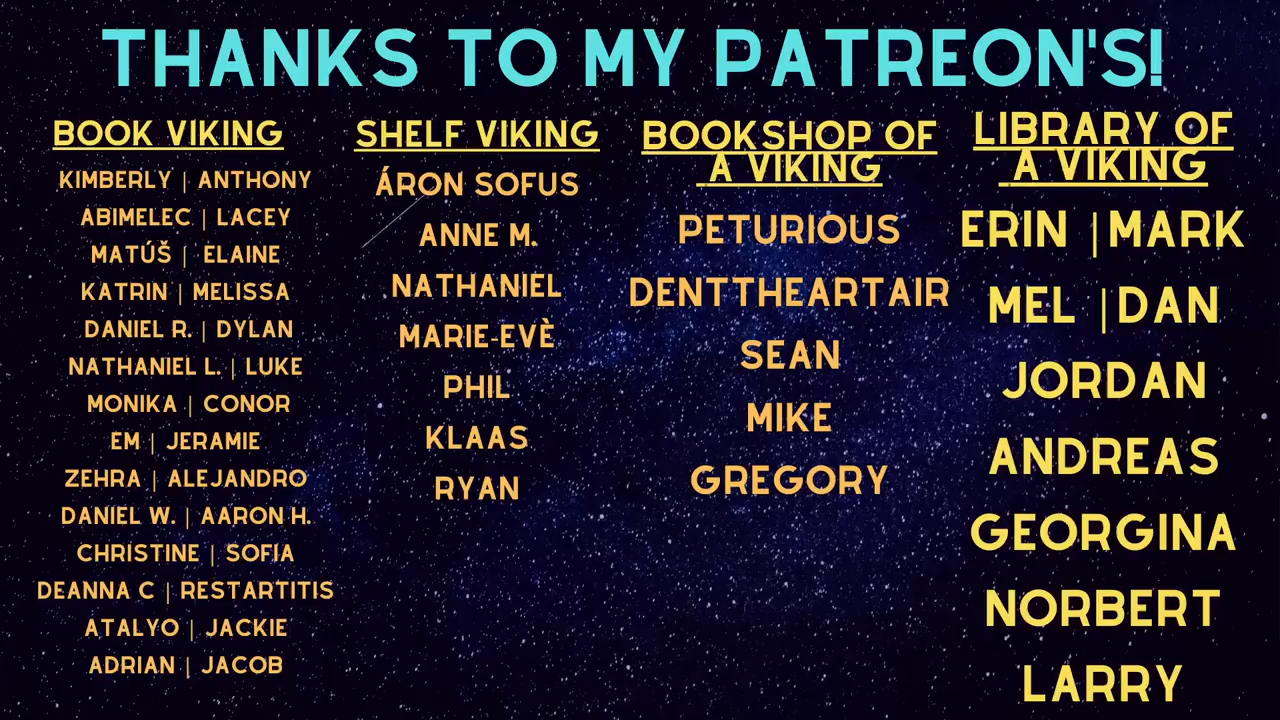 THANKS TO MY PATREON'S!
BOOK VIKING
KIMBERLY | ANTHONY
ABIMELEC | LACEY
MATÚŠ | ELAINE
KATRIN | MELISSA
DANIEL R. | DYLAN
NATHANIEL L. | LUKE
MONIKA | CONOR
EM | JERAMIE
ZEHRA | ALEJANDRO
DANIEL W. | AARON H.
CHRISTINE | SOFIA
DEANNA C | RESTARTITIS
ATALYO | JACKIE
ADRIAN | JACOB
SHELF VIKING
ÁRON SOFUS
ANNE M.
NATHANIEL
MARIE-EVÈ
PHIL
KLAAS
RYAN
BOOKSHOP OF
A VIKING
PETURIOUS
DENTTHEARTAIR
SEAN
MIKE
GREGORY
LIBRARY OF
A VIKING
ERIN |MARK
MEL |DAN
JORDAN
ANDREAS
GEORGINA
NORBERT
LARRY